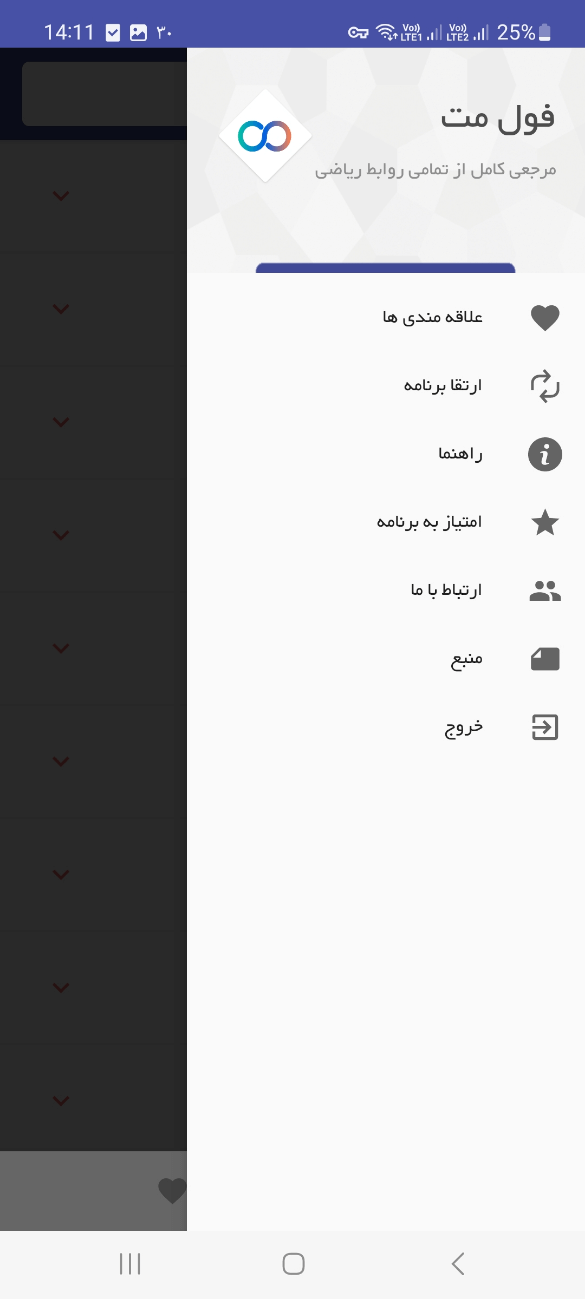 14:11 ۳۰ Vo)) LTE1 Vo)) LTE2 25%
فول مت
مرجعی کامل از تمامی روابط ریاضی
علاقه مندی ها
ارتقا برنامه
راهنما
امتیاز به برنامه
ارتباط با ما
منبع
خروج